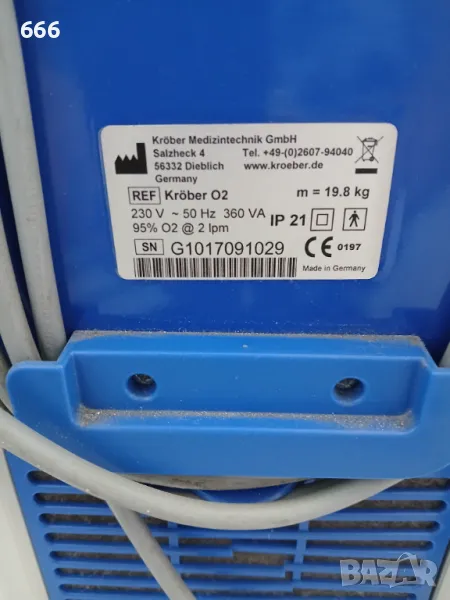 666
Kröber Medizintechnik GmbH
Salzheck 4 Tel. +49-(0)2607-94040
56332 Dieblich www.kroeber.de
Germany
REF Kröber O2 m = 19.8 kg
230 V ~ 50 Hz 360 VA IP 21
95% O2 @ 2 lpm
SN G1017091029 CE 0197
Made in Germany
BAZAR